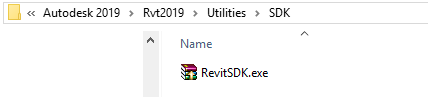 « Autodesk 2019 › Rvt2019 › Utilities › SDK
Name
RevitSDK.exe